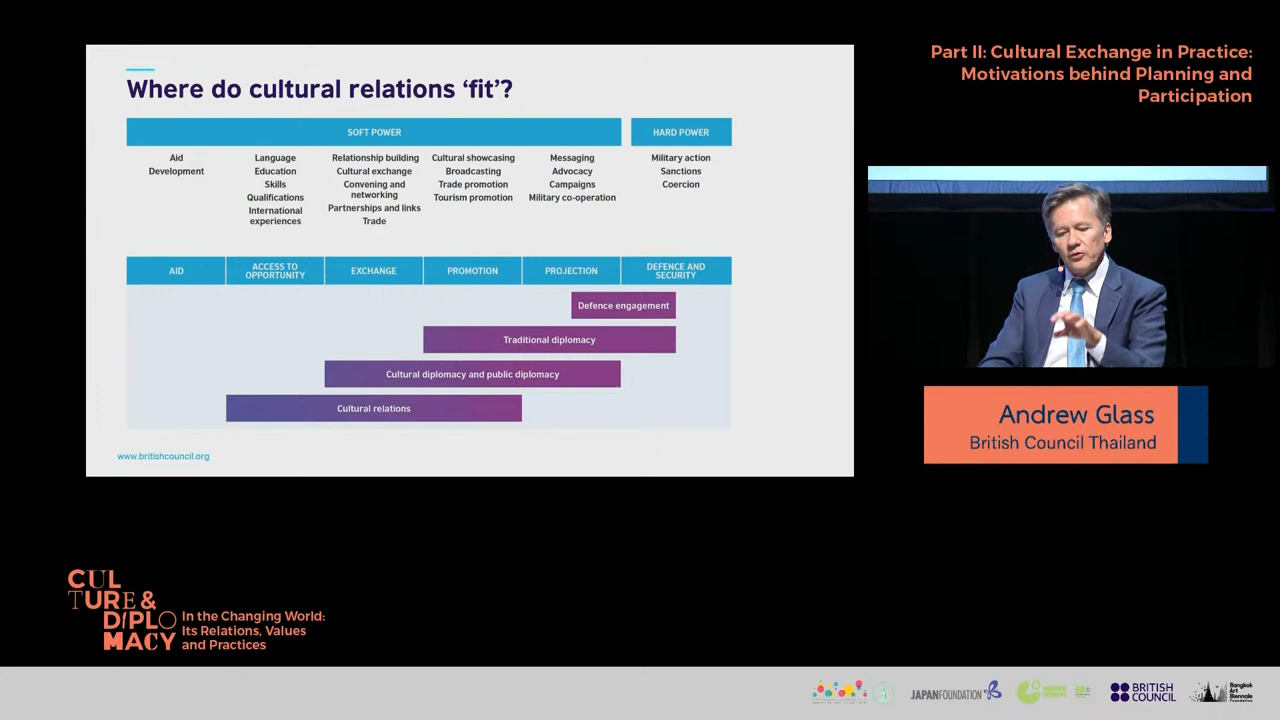 Part II: Cultural Exchange in Practice:
Motivations behind Planning and
Participation
Where do cultural relations ‘fit’?
SOFT POWER
HARD POWER
Aid
Development
Language
Education
Skills
Qualifications
International
experiences
Relationship building
Cultural exchange
Convening and
networking
Partnerships and links
Trade
Cultural showcasing
Broadcasting
Trade promotion
Tourism promotion
Messaging
Advocacy
Campaigns
Military co-operation
Military action
Sanctions
Coercion
AID
ACCESS TO
OPPORTUNITY
EXCHANGE
PROMOTION
PROJECTION
DEFENCE AND
SECURITY
Defence engagement
Traditional diplomacy
Cultural diplomacy and public diplomacy
Cultural relations
www.britishcouncil.org
Andrew Glass
British Council Thailand
CUL
TURE &
DIPLO
MACY
In the Changing World:
Its Relations, Values
and Practices
JAPANFOUNDATION
BRITISH
COUNCIL
Bangkok
Art
Biennale
Foundation